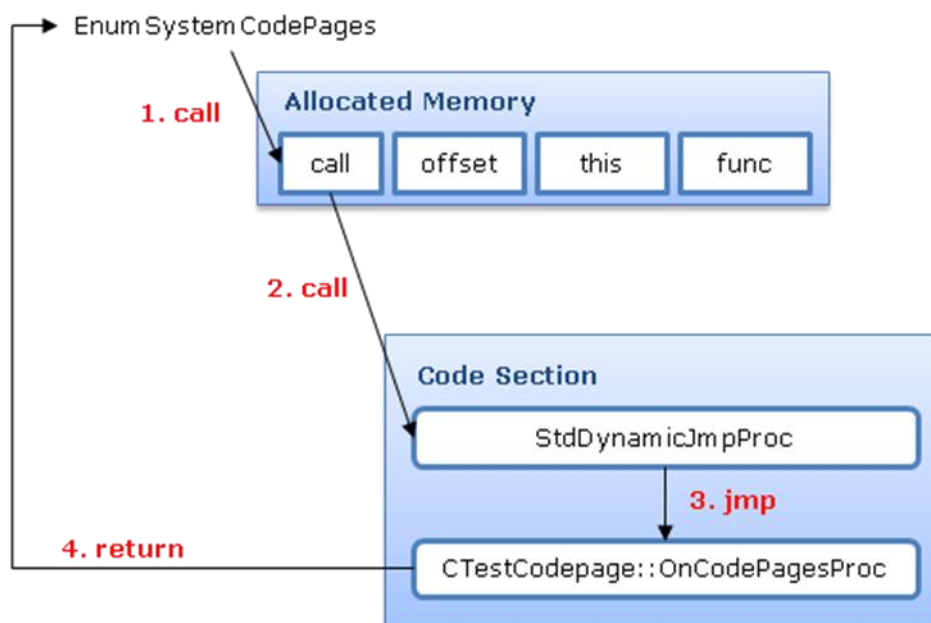 EnumSystemCodePages
1. call
Allocated Memory
call offset this func
2. call
Code Section
StdDynamicJmpProc
3. jmp
4. return
CTestCodepage::OnCodePagesProc